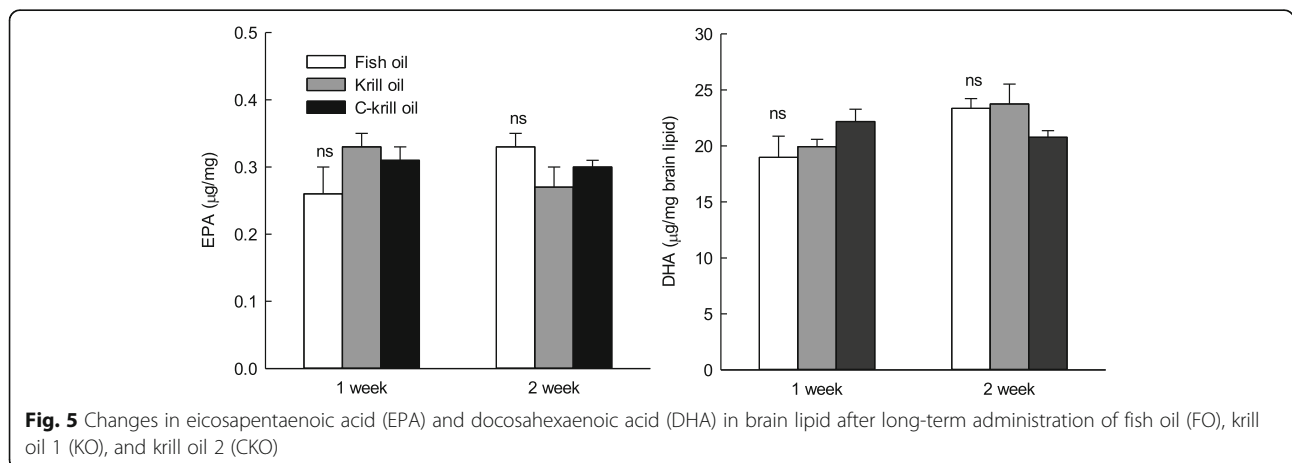 0.5
0.4
0.3
0.2
0.1
0.0
EPA (µg/mg)
Fish oil
Krill oil
C-krill oil
ns
ns
1 week
2 week
30
25
20
15
10
5
0
DHA (µg/mg brain lipid)
ns
ns
1 week
2 week
Fig. 5 Changes in eicosapentaenoic acid (EPA) and docosahexaenoic acid (DHA) in brain lipid after long-term administration of fish oil (FO), krill
oil 1 (KO), and krill oil 2 (CKO)